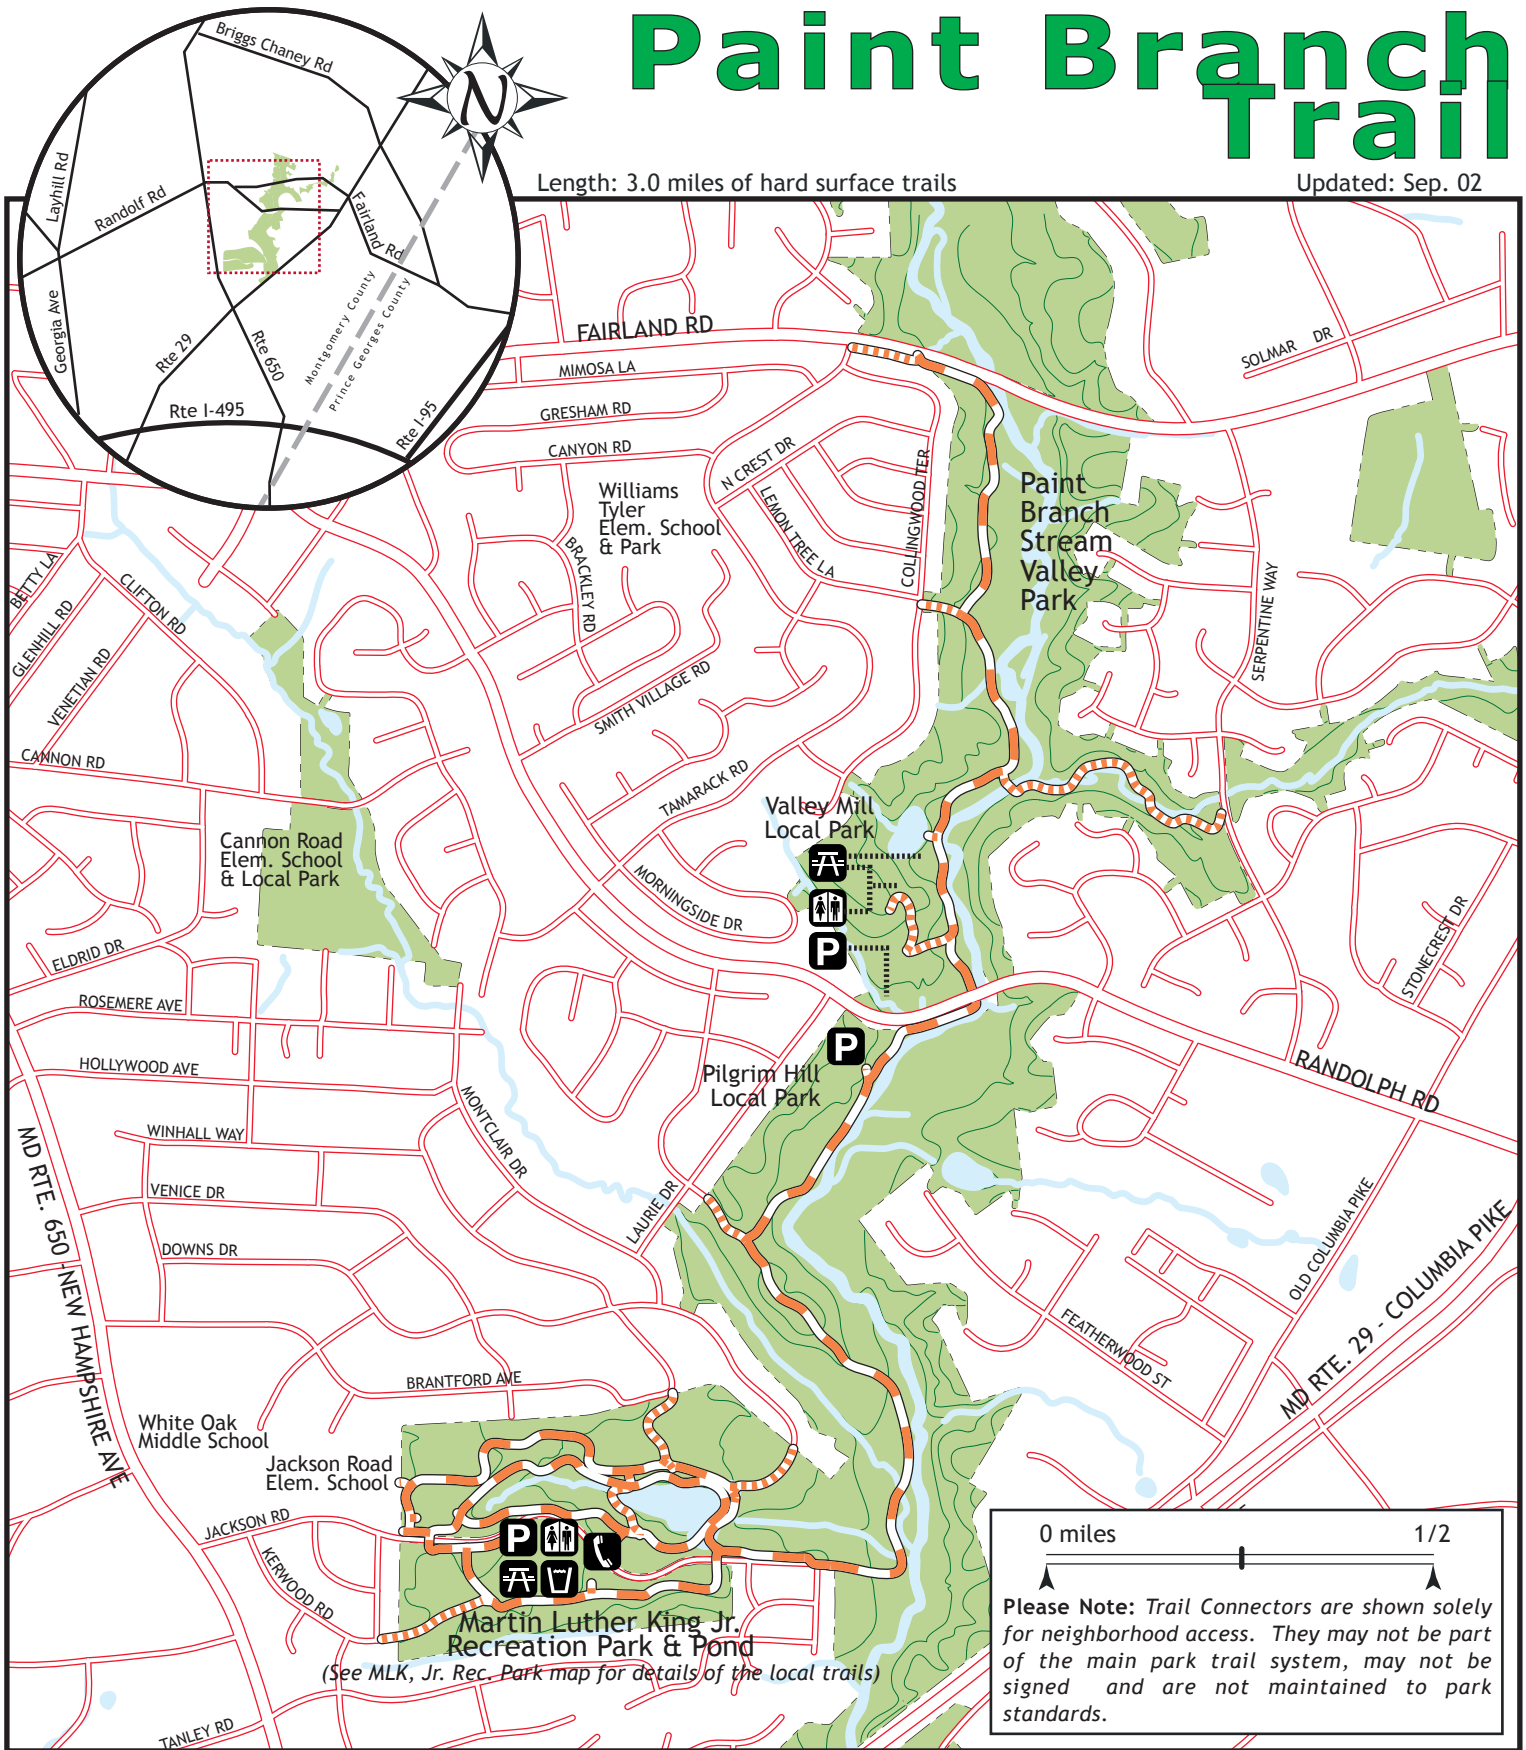 Paint Branch
Trail
Length: 3.0 miles of hard surface trails
Updated: Sep. 02
Briggs Chaney Rd
N
Layhill Rd
Randolf Rd
Fairland Rd
Georgia Ave
Rte 29
Rte 650
Montgomery County
Prince Georges County
Rte I-495
Rte I-95
FAIRLAND RD
SOLMAR DR
MIMOSA LA
GRESHAM RD
CANYON RD
N CREST DR
Williams
Tyler
Elem. School
& Park
LEMON TREE LA
COLLINGWOOD TER
Paint
Branch
Stream
Valley
Park
BRACKLEY RD
SERPENTINE WAY
BETTY LA
GLENHILL RD
CLIFTON RD
VENETIAN RD
SMITH VILLAGE RD
CANNON RD
TAMARACK RD
Valley Mill
Local Park
Cannon Road
Elem. School
& Local Park
MORNINGSIDE DR
P
ELDRID DR
STONECREST DR
ROSEMERE AVE
P
Pilgrim Hill
Local Park
RANDOLPH RD
HOLLYWOOD AVE
MONTCLAIR DR
WINHALL WAY
VENICE DR
LAURIE DR
DOWNS DR
OLD COLUMBIA PIKE
MD RTE. 29 - COLUMBIA PIKE
MD RTE. 650 -NEW HAMPSHIRE AVE
FEATHERWOOD ST
BRANTFORD AVE
White Oak
Middle School
Jackson Road
Elem. School
JACKSON RD
P
KERWOOD RD
Martin Luther King Jr.
Recreation Park & Pond
(See MLK, Jr. Rec. Park map for details of the local trails)
TANLEY RD
0 miles
1/2
Please Note: Trail Connectors are shown solely
for neighborhood access. They may not be part
of the main park trail system, may not be
signed and are not maintained to park
standards.